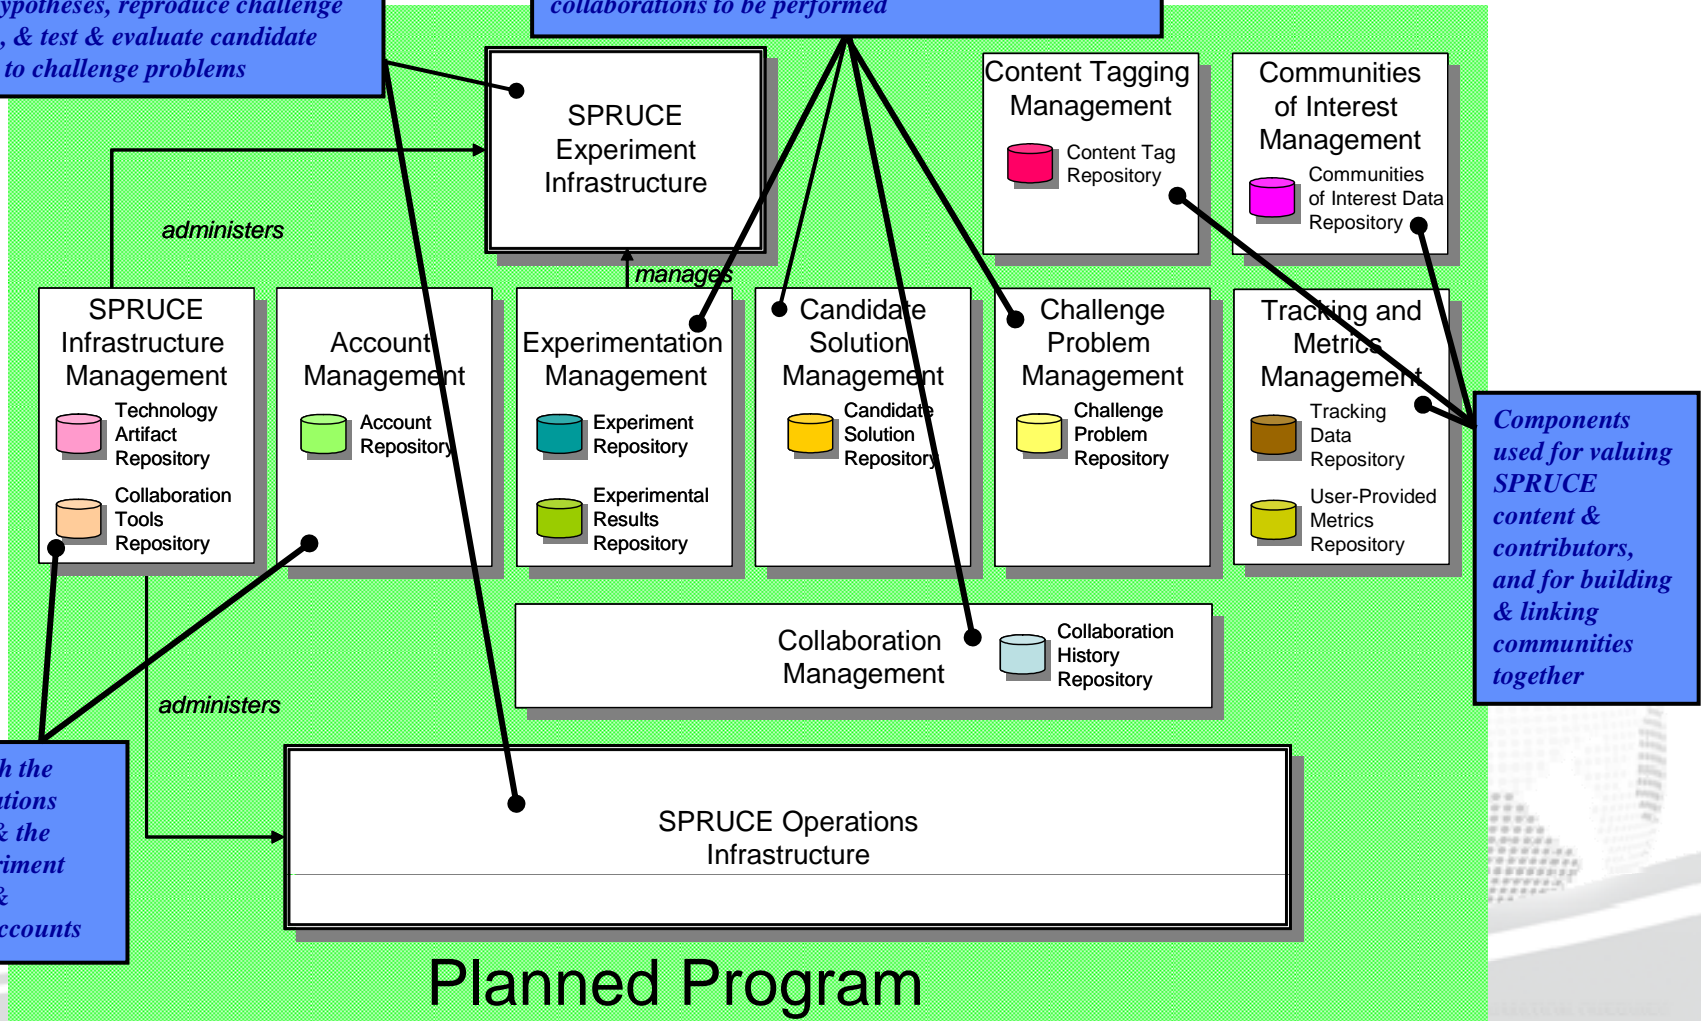 ypotheses, reproduce challenge
, & test & evaluate candidate
to challenge problems
collaborations to be performed
SPRUCE
Experiment
Infrastructure
Content Tagging
Management
Content Tag
Repository
Communities
of Interest
Management
Communities
of Interest Data
Repository
administers
manages
SPRUCE
Infrastructure
Management
Technology
Artifact
Repository
Collaboration
Tools
Repository
Account
Management
Account
Repository
Experimentation
Management
Experiment
Repository
Experimental
Results
Repository
Candidate
Solution
Management
Candidate
Solution
Repository
Challenge
Problem
Management
Challenge
Problem
Repository
Tracking and
Metrics
Management
Tracking
Data
Repository
User-Provided
Metrics
Repository
Components
used for valuing
SPRUCE
content &
contributors,
and for building
& linking
communities
together
Collaboration
Management
Collaboration
History
Repository
administers
h the
ations
& the
riment
&
ccounts
SPRUCE Operations
Infrastructure
Planned Program